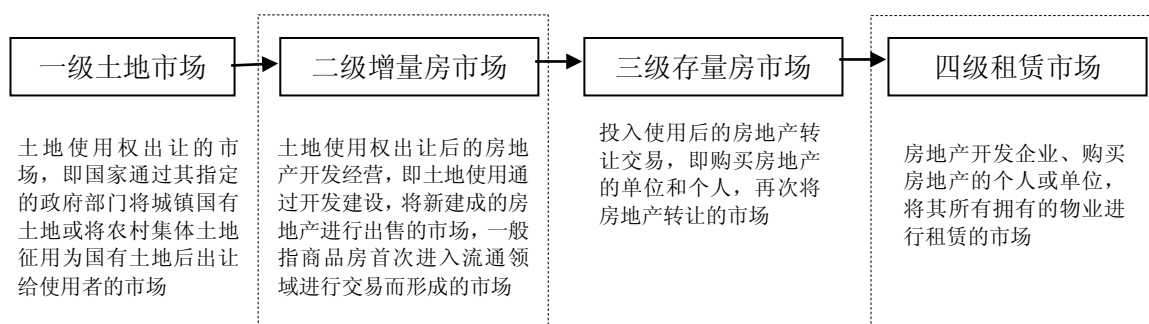 一级土地市场
二级增量房市场
三级存量房市场
四级租赁市场
土地使用权出让的市
场，即国家通过其指定
的政府部门将城镇国有
土地或将农村集体土地
征用为国有土地后出让
给使用者的市场
土地使用权出让后的房地
产开发经营，即土地使用通
过开发建设，将新建成的房
地产进行出售的市场，一般
指商品房首次进入流通领
域进行交易而形成的市场
投入使用后的房地产转
让交易，即购买房地产
的单位和个人，再次将
房地产转让的市场
房地产开发企业、购买
房地产的个人或单位，
将其所有拥有的物业进
行租赁的市场